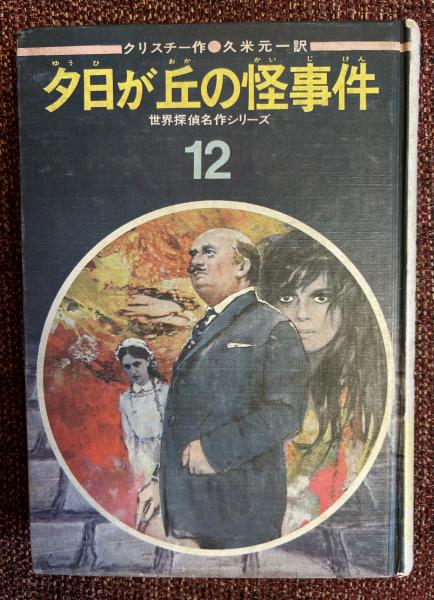 クリスチー作●久米元一訳
ゆうひ おか かいじけん
夕日が丘の怪事件
世界探偵名作シリーズ
12